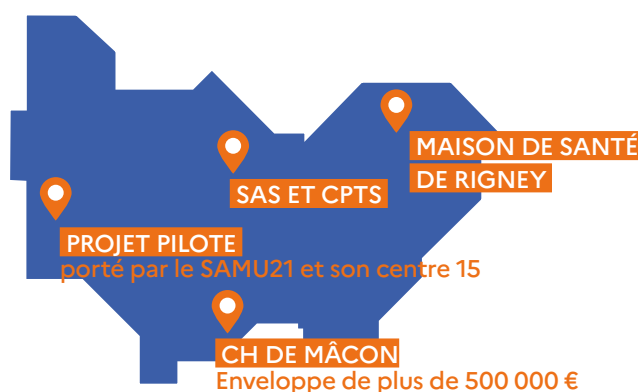 MAISON DE SANTÉ
DE RIGNEY
SAS ET CPTS
PROJET PILOTE
porté par le SAMU21 et son centre 15
CH DE MÂCON
Enveloppe de plus de 500 000 €